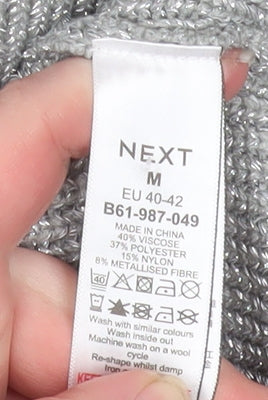 NEXT
M
EU 40-42
B61-987-049
MADE IN CHINA
40% VISCOSE
37% POLYESTER
15% NYLON
8% METALLISED FIBRE
40
Wash with similar colours
Wash inside out
Machine wash on a wool
cycle
Re-shape whilst damp
Iron